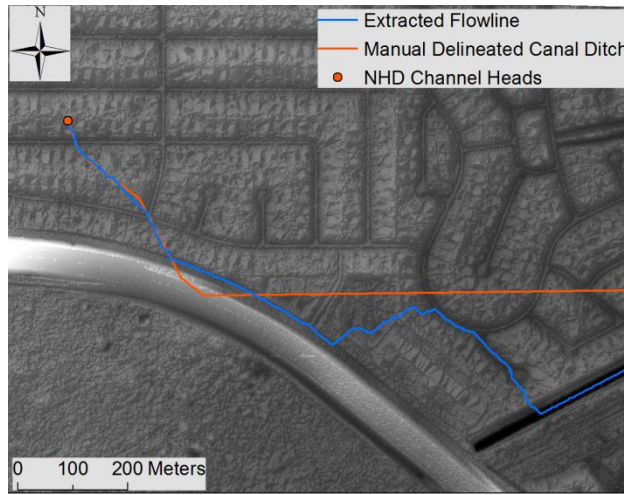 N
Extracted Flowline
Manual Delineated Canal Ditch
NHD Channel Heads
0 100 200 Meters